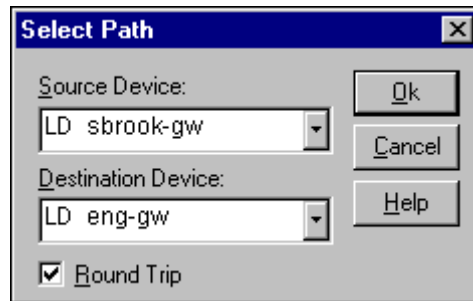 Select Path
Source Device:
LD sbrook-gw
Destination Device:
LD eng-gw
Round Trip
Ok
Cancel
Help